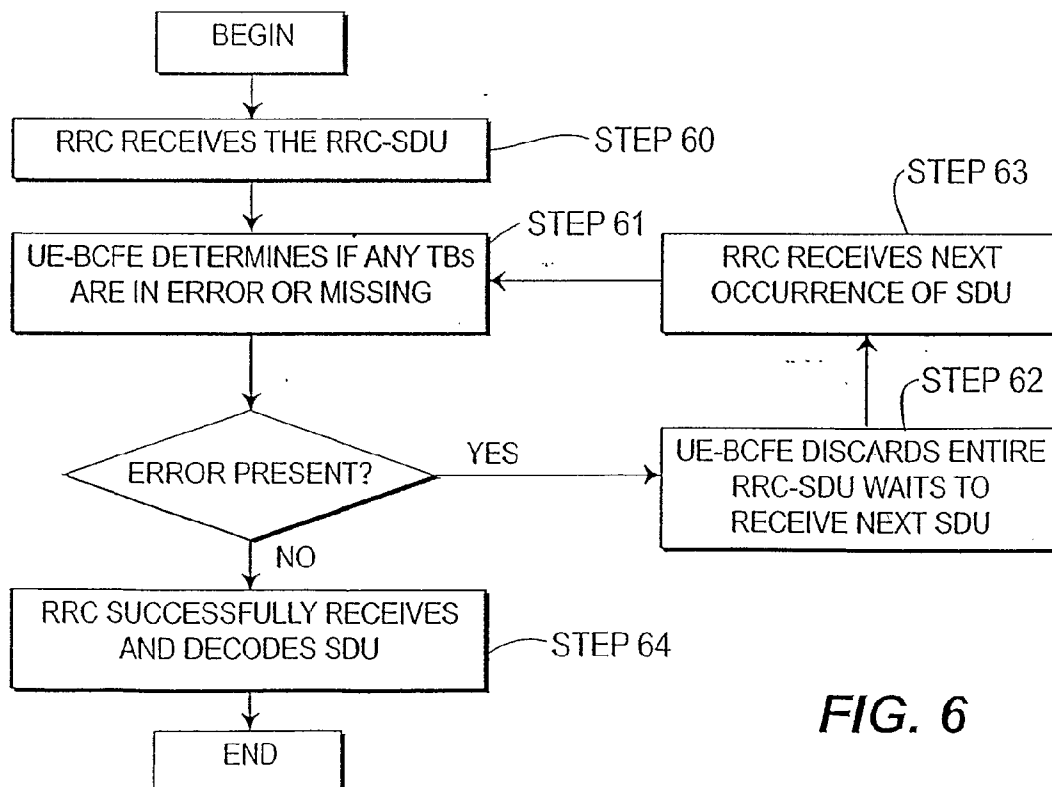 BEGIN
RRC RECEIVES THE RRC-SDU
STEP 60
UE-BCFE DETERMINES IF ANY TBs
ARE IN ERROR OR MISSING
STEP 61
STEP 63
RRC RECEIVES NEXT
OCCURRENCE OF SDU
STEP 62
UE-BCFE DISCARDS ENTIRE
RRC-SDU WAITS TO
RECEIVE NEXT SDU
ERROR PRESENT?
YES
NO
RRC SUCCESSFULLY RECEIVES
AND DECODES SDU
STEP 64
END
FIG. 6